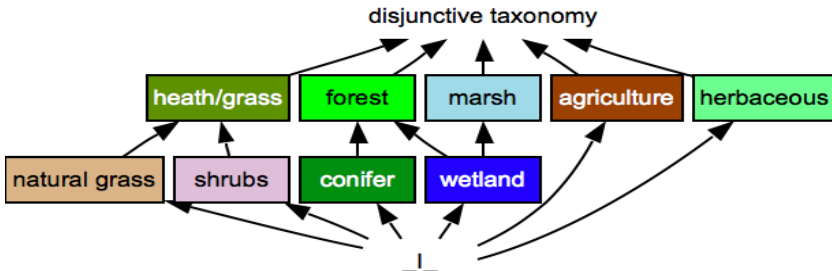 disjunctive taxonomy
heath/grass forest marsh agriculture herbaceous
natural grass shrubs conifer wetland
_|_